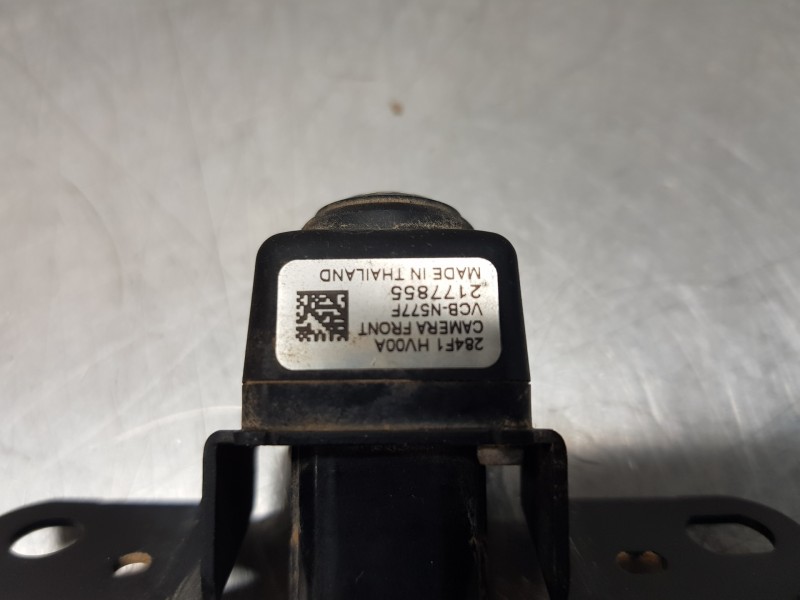 284F1 HV00A
CAMERA FRONT
VCB-N577F
2177855
MADE IN THAILAND